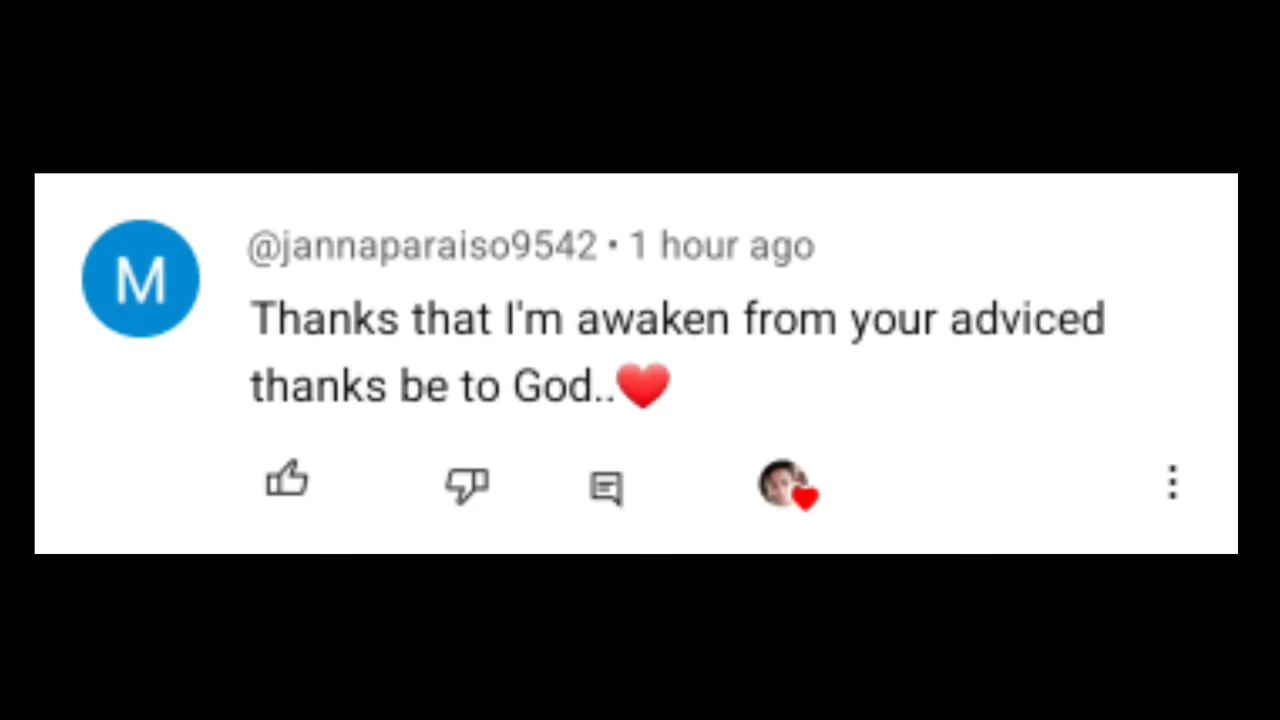 M
@jannaparaiso9542 • 1 hour ago
Thanks that I'm awaken from your adviced
thanks be to God..❤️